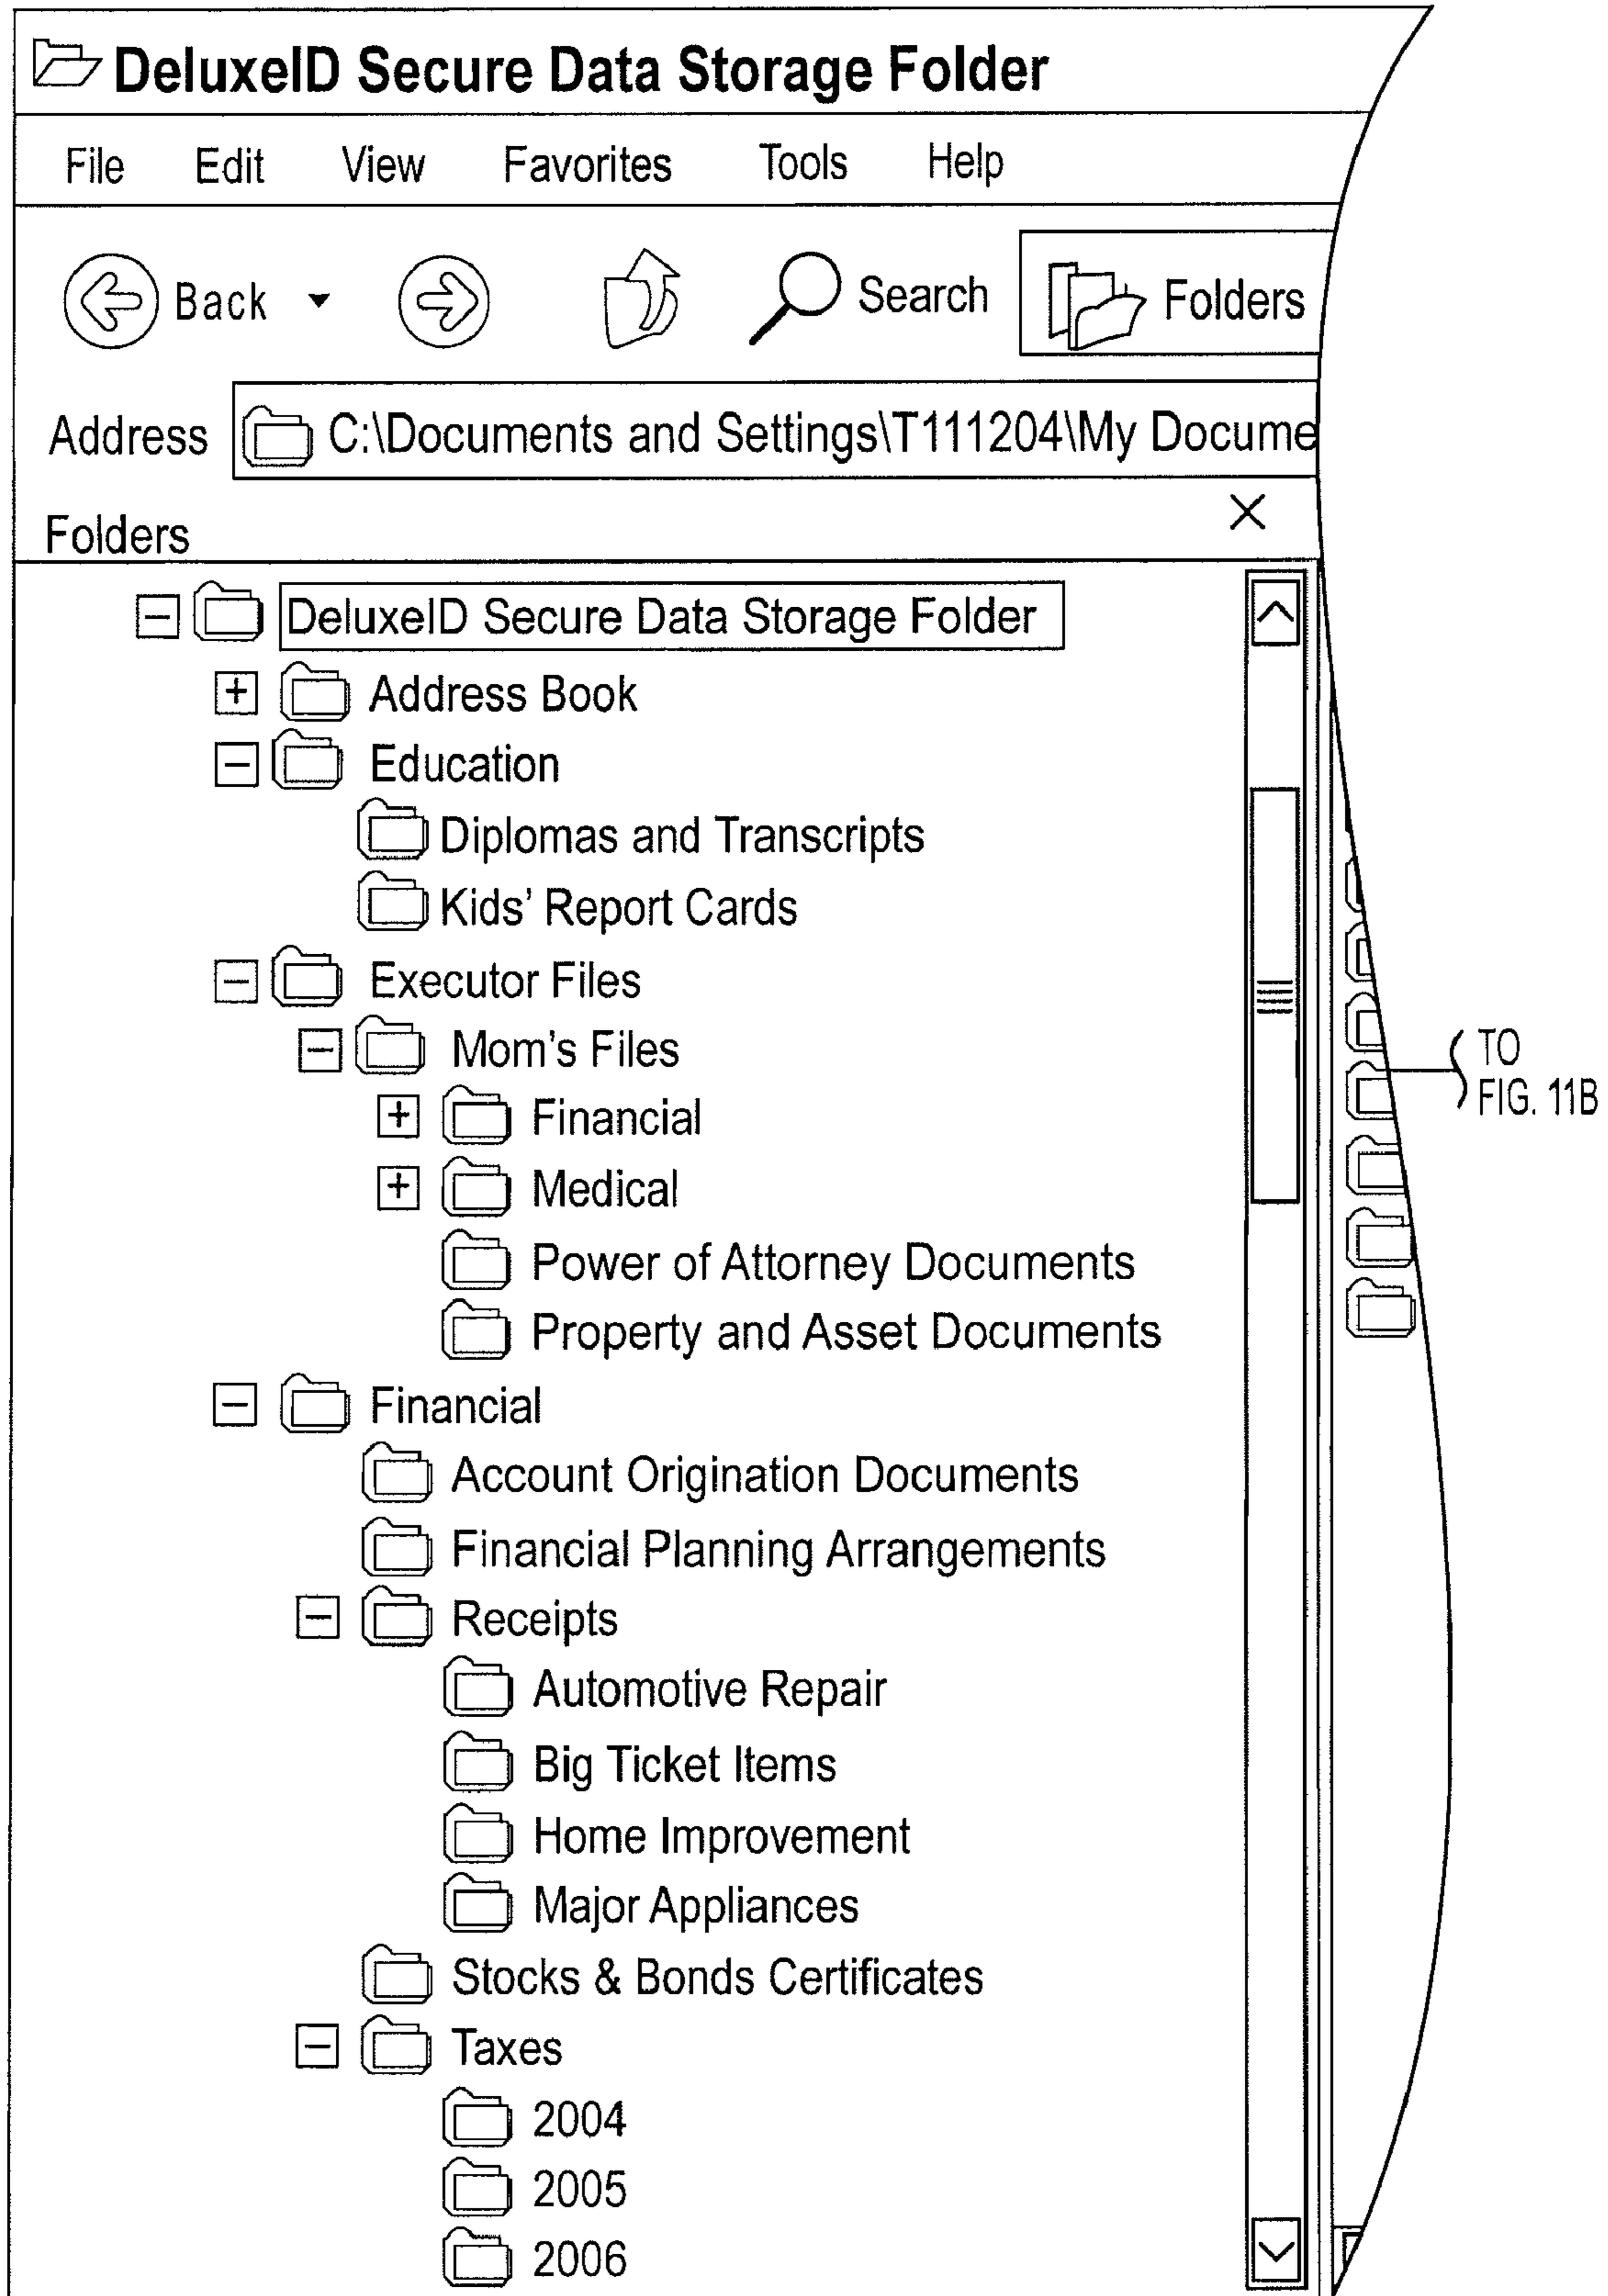 DeluxeID Secure Data Storage Folder
File Edit View Favorites Tools Help
Back Search Folders
Address C:\Documents and Settings\T111204\My Docume
Folders
DeluxeID Secure Data Storage Folder
Address Book
Education
Diplomas and Transcripts
Kids' Report Cards
Executor Files
Mom's Files
TO
FIG. 11B
Financial
Medical
Power of Attorney Documents
Property and Asset Documents
Financial
Account Origination Documents
Financial Planning Arrangements
Receipts
Automotive Repair
Big Ticket Items
Home Improvement
Major Appliances
Stocks & Bonds Certificates
Taxes
2004
2005
2006